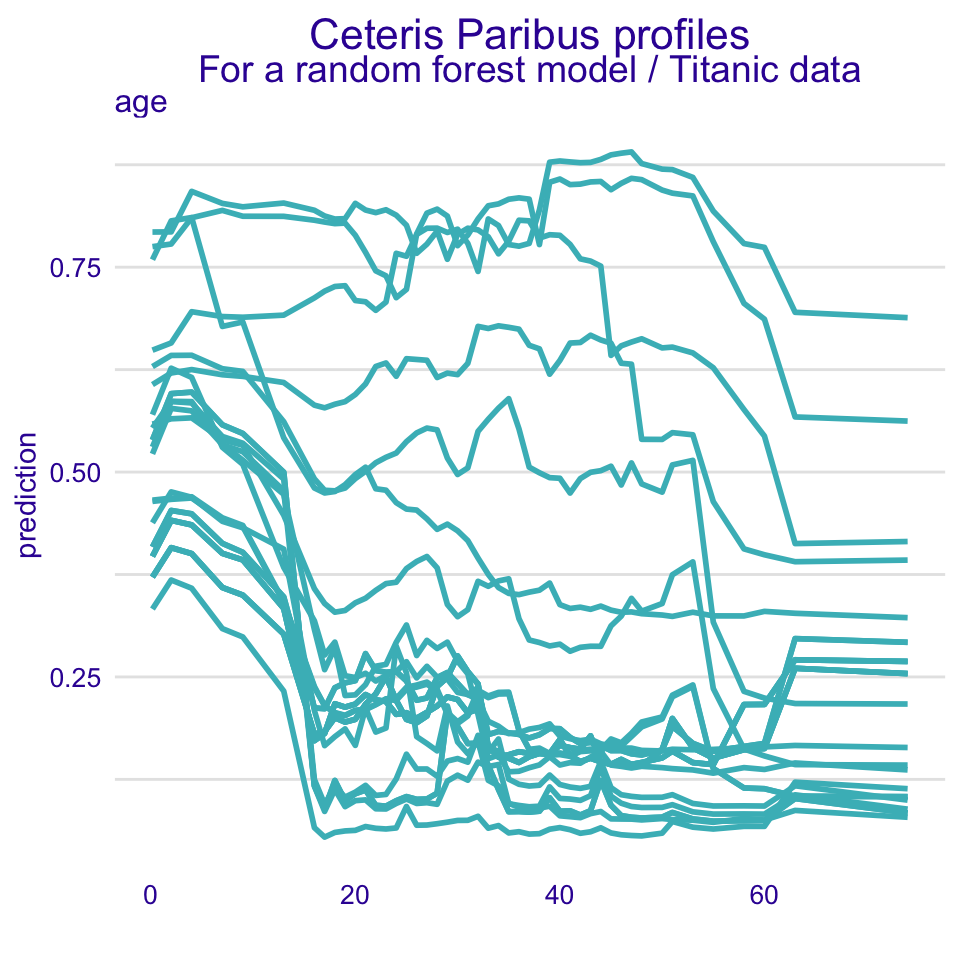 Ceteris Paribus profiles
For a random forest model / Titanic data
age
prediction
0.75
0.50
0.25
0
20
40
60